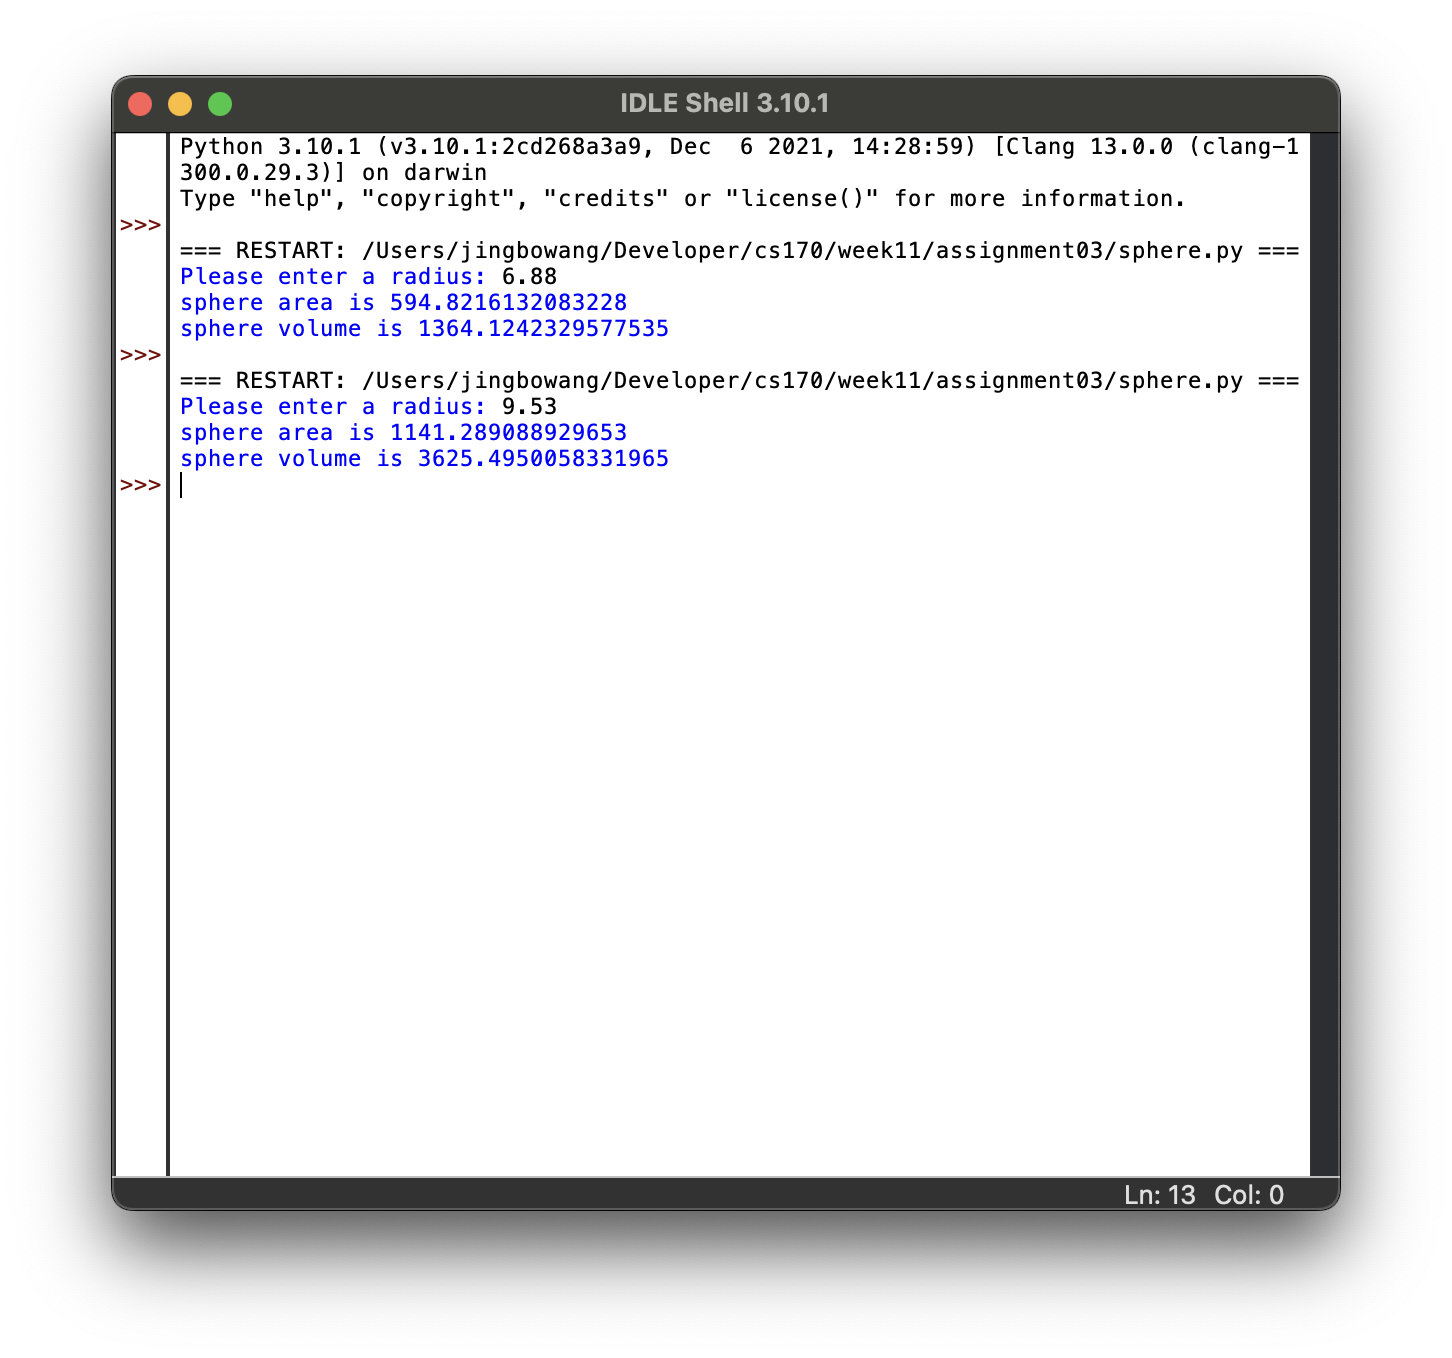 IDLE Shell 3.10.1
Python 3.10.1 (v3.10.1:2cd268a3a9, Dec  6 2021, 14:28:59) [Clang 13.0.0 (clang-1
300.0.29.3)] on darwin
Type "help", "copyright", "credits" or "license()" for more information.
>>>
=== RESTART: /Users/jingbowang/Developer/cs170/week11/assignment03/sphere.py ===
Please enter a radius: 6.88
sphere area is 594.8216132083228
sphere volume is 1364.1242329577535
>>>
=== RESTART: /Users/jingbowang/Developer/cs170/week11/assignment03/sphere.py ===
Please enter a radius: 9.53
sphere area is 1141.289088929653
sphere volume is 3625.4950058331965
>>>
Ln: 13 Col: 0